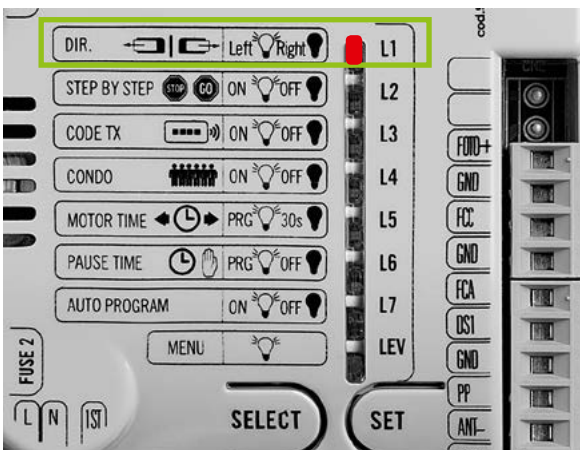 cod.
DIR. Left Right L1
STEP BY STEP STOP GO ON OFF L2
CODE TX ON OFF L3
CONDO ON OFF L4
MOTOR TIME PRG 30s L5
PAUSE TIME PRG OFF L6
AUTO PROGRAM ON OFF L7
MENU LEV
SELECT SET
FUSE 2
L N 1ST
FOTO+
GND
FCC
GND
FCA
DS1
GND
PP
ANT-